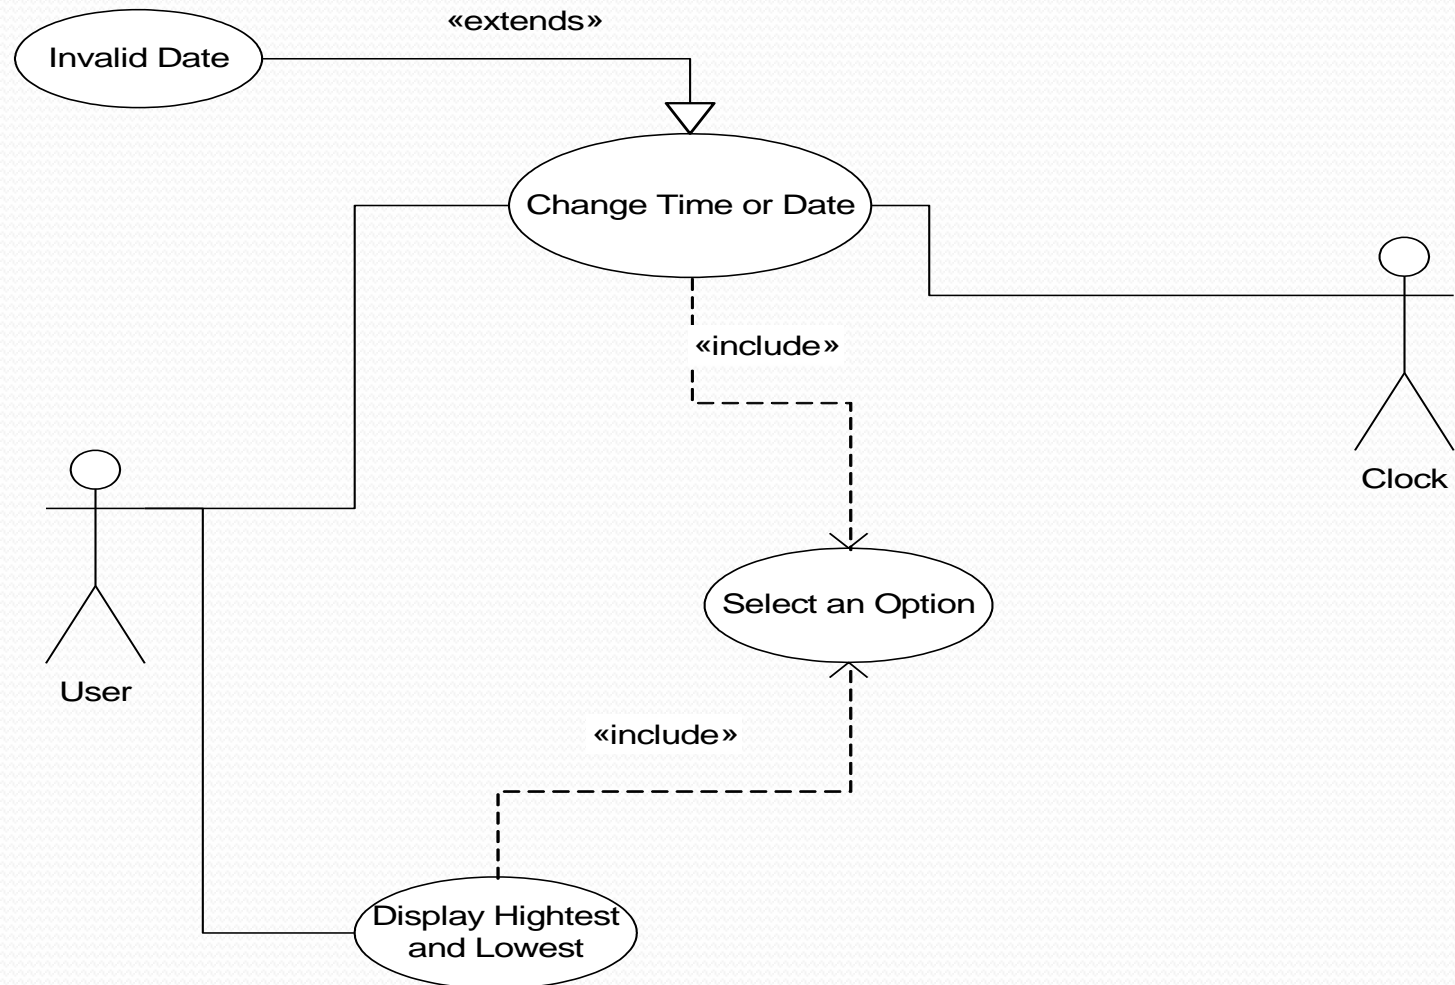 «extends»
Invalid Date
Change Time or Date
«include»
Clock
Select an Option
User
«include»
Display Hightest
and Lowest